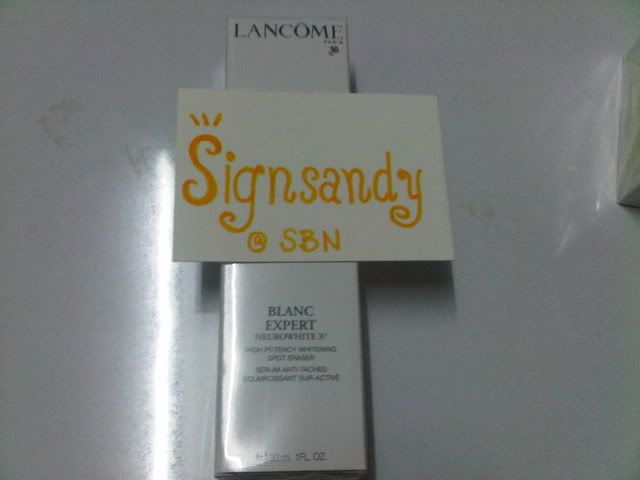 LANCÔME
PARIS
Signsandy
@ SBN
BLANC
EXPERT
NEUROWHITE X³
HIGH POTENCY WHITENING
SPOT ERASER
SÉRUM ANTI-TACHES
ÉCLAIRCISSANT SUR-ACTIVÉ
℮ 30 ml 1FL. OZ.